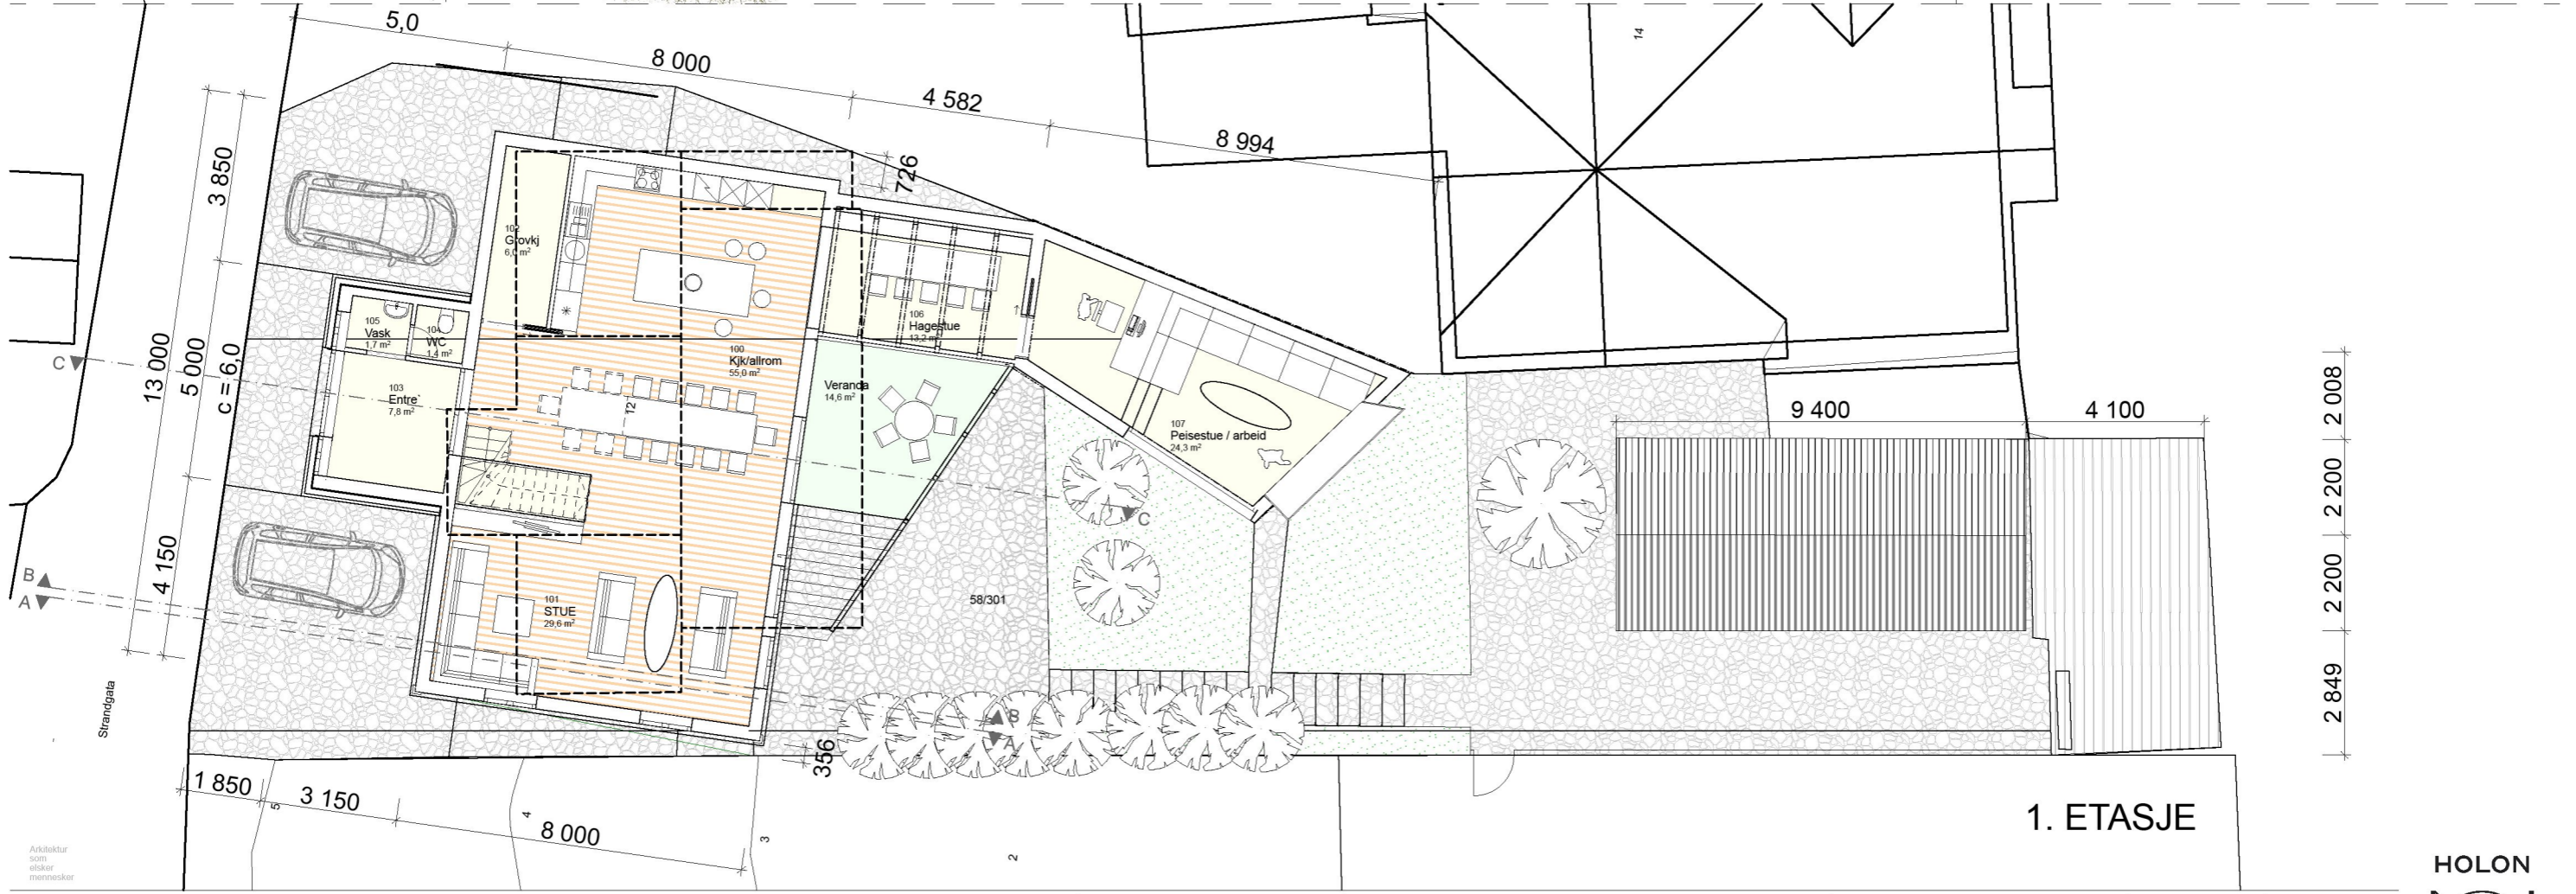 5,0
8 000
4 582
8 994
14
726
3 850
13 000
5 000
c = 6,0
4 150
102
Grovkj
105
Vask
1,7 m²
104
WC
1,4 m²
103
Entre
7,8 m²
100
Kjk/allrom
55,0 m²
12
106
Hagestue
13,2 m²
Veranda
14,6 m²
107
Peisestue / arbeid
24,3 m²
101
STUE
29,6 m²
58/301
C
C
B
A
B
A
Strandgata
9 400
4 100
2 008
2 200
2 200
2 849
356
1 850
3 150
8 000
5
4
3
2
1. ETASJE
Arkitektur
som
elsker
mennesker
HOLON